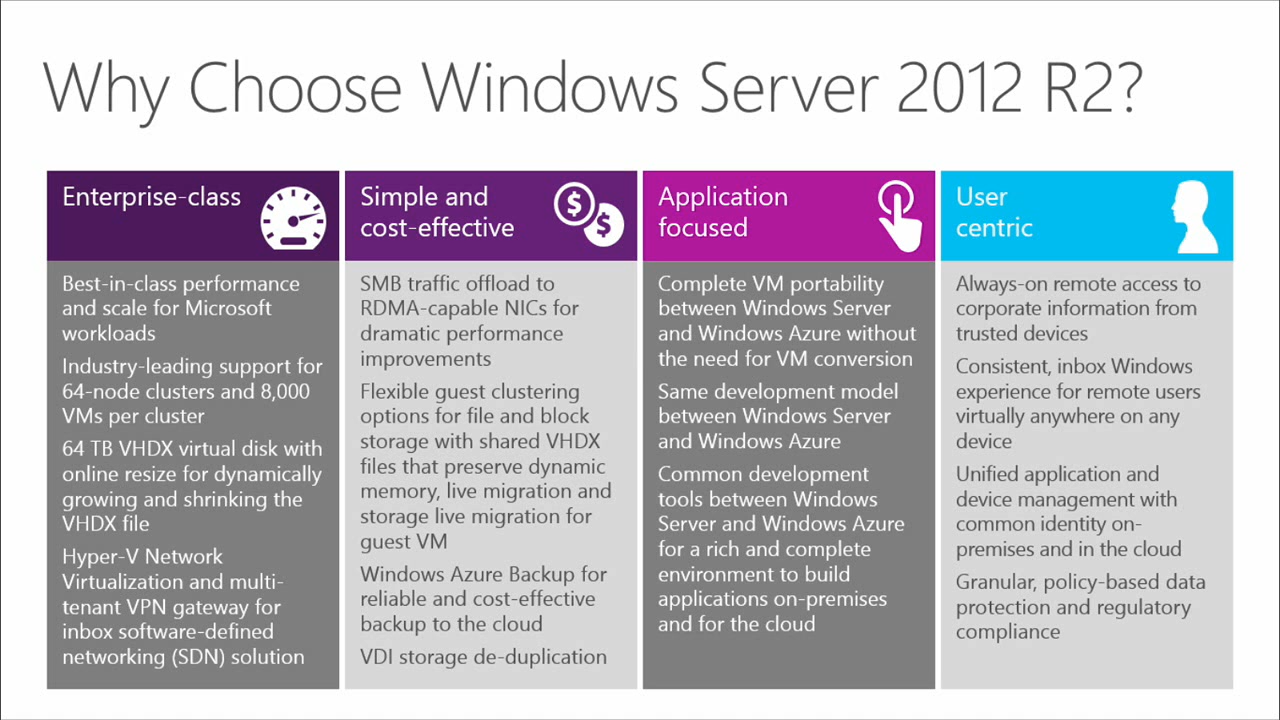 Why Choose Windows Server 2012 R2?
Enterprise-class
Best-in-class performance
and scale for Microsoft
workloads
Industry-leading support for
64-node clusters and 8,000
VMs per cluster
64 TB VHDX virtual disk with
online resize for dynamically
growing and shrinking the
VHDX file
Hyper-V Network
Virtualization and multi-
tenant VPN gateway for
inbox software-defined
networking (SDN) solution
Simple and
cost-effective
$
$
SMB traffic offload to
RDMA-capable NICs for
dramatic performance
improvements
Flexible guest clustering
options for file and block
storage with shared VHDX
files that preserve dynamic
memory, live migration and
storage live migration for
guest VM
Windows Azure Backup for
reliable and cost-effective
backup to the cloud
VDI storage de-duplication
Application
focused
Complete VM portability
between Windows Server
and Windows Azure without
the need for VM conversion
Same development model
between Windows Server
and Windows Azure
Common development
tools between Windows
Server and Windows Azure
for a rich and complete
environment to build
applications on-premises
and for the cloud
User
centric
Always-on remote access to
corporate information from
trusted devices
Consistent, inbox Windows
experience for remote users
virtually anywhere on any
device
Unified application and
device management with
common identity on-
premises and in the cloud
Granular, policy-based data
protection and regulatory
compliance